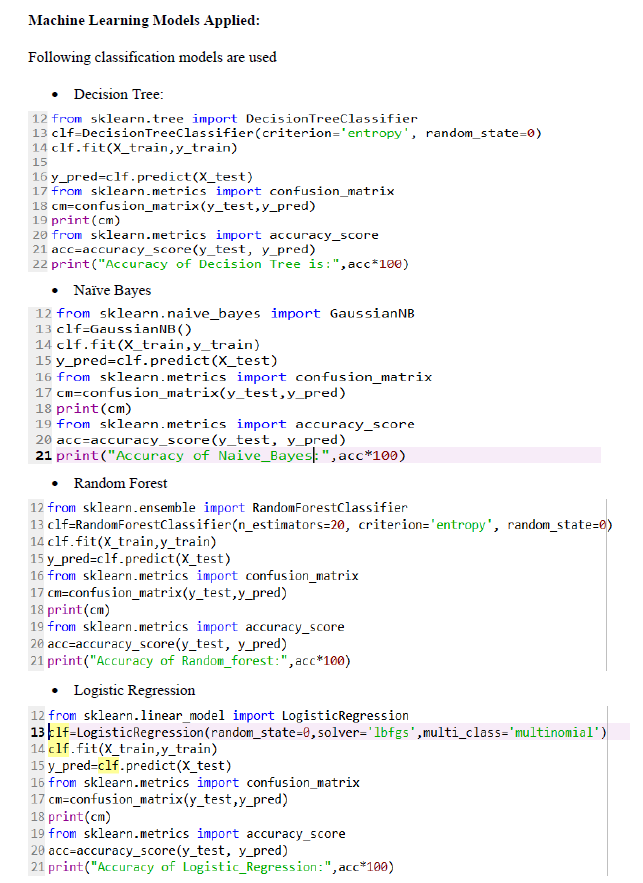 Machine Learning Models Applied:
Following classification models are used
• Decision Tree:
12 from sklearn.tree import DecisionTreeClassifier
13 clf=DecisionTreeClassifier(criterion='entropy', random_state=0)
14 clf.fit(X_train,y_train)
15
16 y_pred=clf.predict(X_test)
17 from sklearn.metrics import confusion_matrix
18 cm=confusion_matrix(y_test,y_pred)
19 print(cm)
20 from sklearn.metrics import accuracy_score
21 acc=accuracy_score(y_test, y_pred)
22 print("Accuracy of Decision Tree is:",acc*100)
• Naïve Bayes
12 from sklearn.naive_bayes import GaussianNB
13 clf=GaussianNB()
14 clf.fit(X_train,y_train)
15 y_pred=clf.predict(X_test)
16 from sklearn.metrics import confusion_matrix
17 cm=confusion_matrix(y_test,y_pred)
18 print(cm)
19 from sklearn.metrics import accuracy_score
20 acc=accuracy_score(y_test, y_pred)
21 print("Accuracy of Naive_Bayes:",acc*100)
• Random Forest
12 from sklearn.ensemble import RandomForestClassifier
13 clf=RandomForestClassifier(n_estimators=20, criterion='entropy', random_state=0)
14 clf.fit(X_train,y_train)
15 y_pred=clf.predict(X_test)
16 from sklearn.metrics import confusion_matrix
17 cm=confusion_matrix(y_test,y_pred)
18 print(cm)
19 from sklearn.metrics import accuracy_score
20 acc=accuracy_score(y_test, y_pred)
21 print("Accuracy of Random_forest:",acc*100)
• Logistic Regression
12 from sklearn.linear_model import LogisticRegression
13 clf=LogisticRegression(random_state=0,solver='lbfgs',multi_class='multinomial')
14 clf.fit(X_train,y_train)
15 y_pred=clf.predict(X_test)
16 from sklearn.metrics import confusion_matrix
17 cm=confusion_matrix(y_test,y_pred)
18 print(cm)
19 from sklearn.metrics import accuracy_score
20 acc=accuracy_score(y_test, y_pred)
21 print("Accuracy of Logistic_Regression:",acc*100)